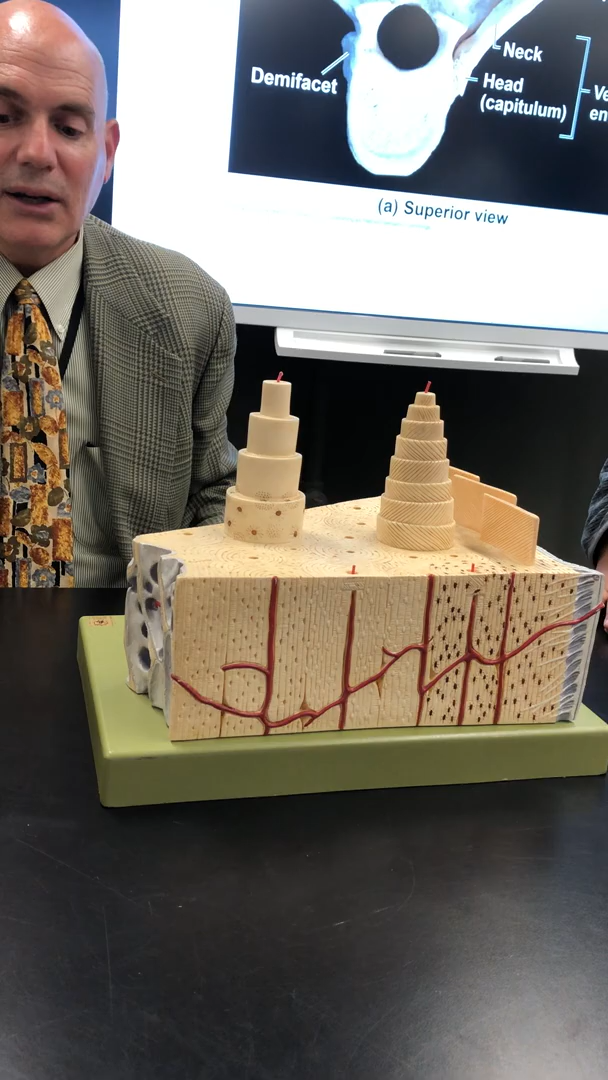 Neck
Demifacet
Head
(capitulum)
(a) Superior view